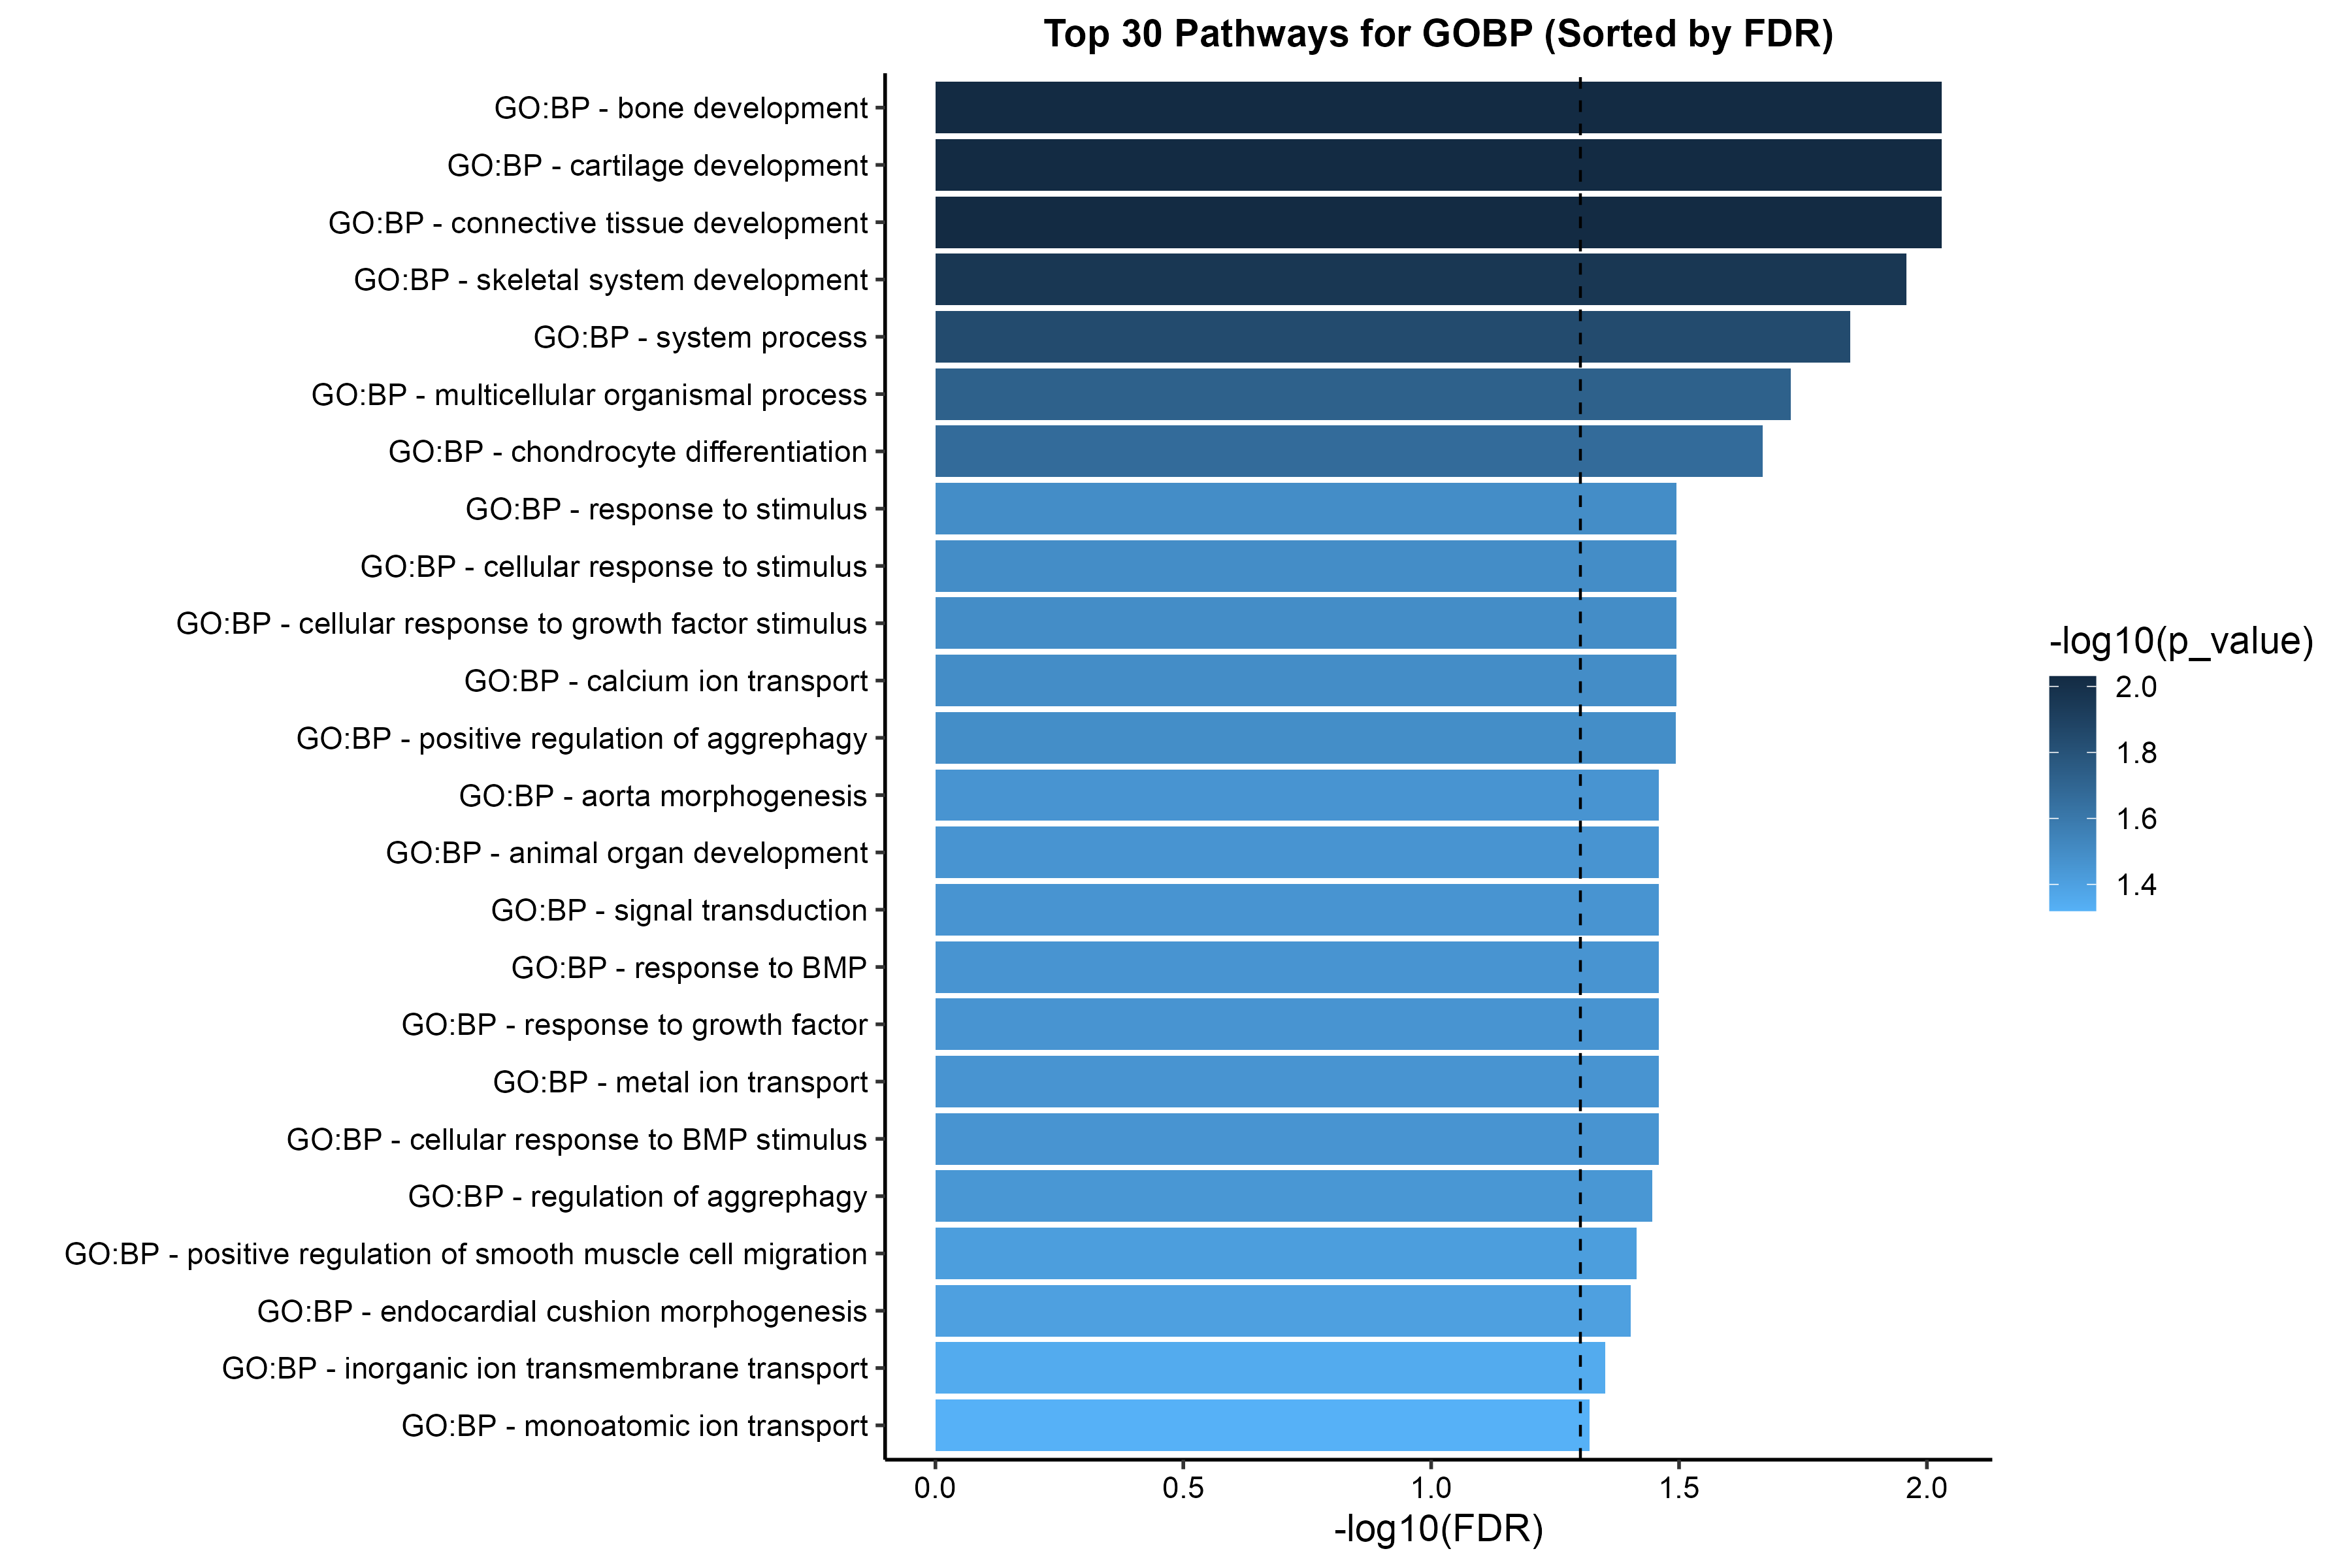 Top 30 Pathways for GOBP (Sorted by FDR)
GO:BP - bone development
GO:BP - cartilage development
GO:BP - connective tissue development
GO:BP - skeletal system development
GO:BP - system process
GO:BP - multicellular organismal process
GO:BP - chondrocyte differentiation
GO:BP - response to stimulus
GO:BP - cellular response to stimulus
GO:BP - cellular response to growth factor stimulus
GO:BP - calcium ion transport
GO:BP - positive regulation of aggrephagy
GO:BP - aorta morphogenesis
GO:BP - animal organ development
GO:BP - signal transduction
GO:BP - response to BMP
GO:BP - response to growth factor
GO:BP - metal ion transport
GO:BP - cellular response to BMP stimulus
GO:BP - regulation of aggrephagy
GO:BP - positive regulation of smooth muscle cell migration
GO:BP - endocardial cushion morphogenesis
GO:BP - inorganic ion transmembrane transport
GO:BP - monoatomic ion transport
0.0 0.5 1.0 1.5 2.0
-log10(FDR)
-log10(p_value)
2.0
1.8
1.6
1.4